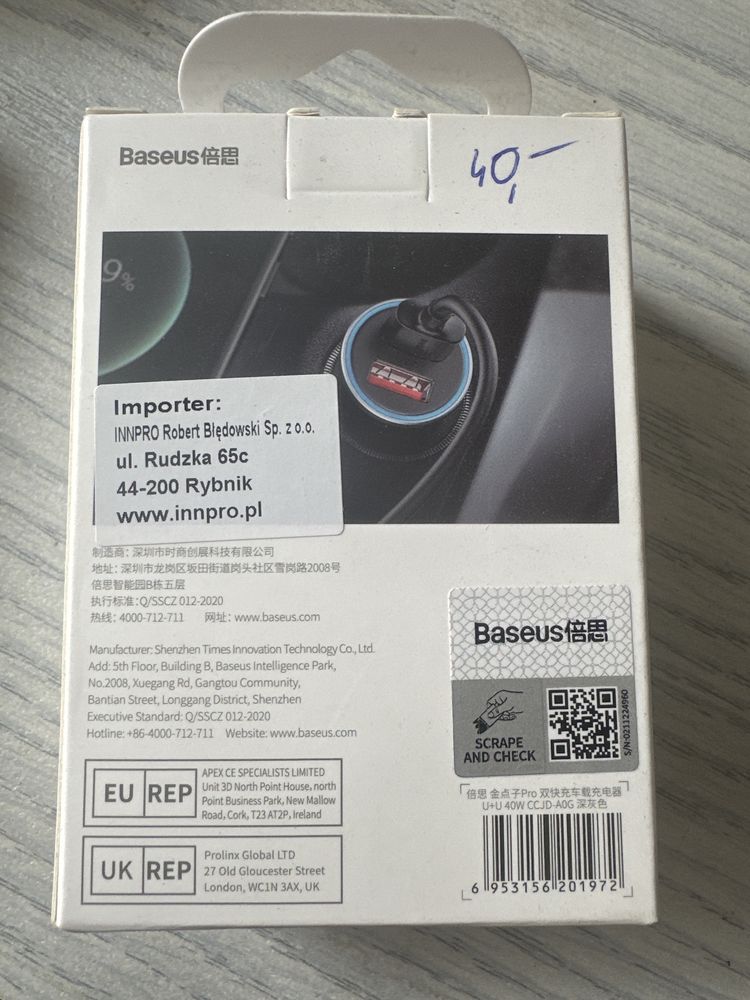 Baseus倍思
40,-
9%
Importer:
INNPRO Robert Błędowski Sp. z o.o.
ul. Rudzka 65c
44-200 Rybnik
www.innpro.pl
制造商：深圳市时商创展科技有限公司
地址：深圳市龙岗区坂田街道岗头社区雪岗路2008号
倍思智能园B栋五层
执行标准：Q/SSCZ 012-2020
热线：4000-712-711 网址：www.baseus.com
Manufacturer: Shenzhen Times Innovation Technology Co., Ltd.
Add: 5th Floor, Building B, Baseus Intelligence Park,
No.2008, Xuegang Rd, Gangtou Community,
Bantian Street, Longgang District, Shenzhen
Executive Standard: Q/SSCZ 012-2020
Hotline: +86-4000-712-711 Website: www.baseus.com
EU REP
APEX CE SPECIALISTS LIMITED
Unit 3D North Point House, north
Point Business Park, New Mallow
Road, Cork, T23 AT2P, Ireland
UK REP
Prolinx Global LTD
27 Old Gloucester Street
London, WC1N 3AX, UK
Baseus倍思
SCRAPE
AND CHECK
S/N:0211224960
倍思 金点子Pro 双快充车载充电器
U+U 40W CCJD-A0G 深灰色
6 953156 201972